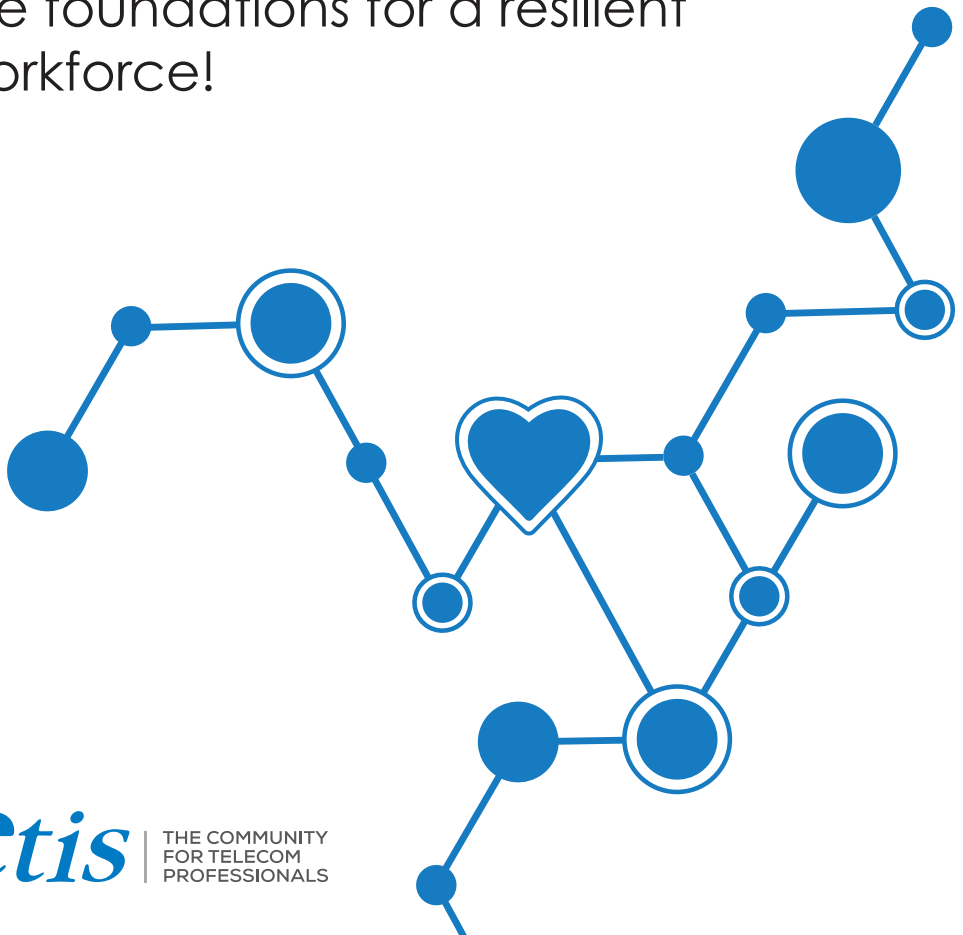 foundations for a resilient
orkforce!
etis
THE COMMUNITY
FOR TELECOM
PROFESSIONALS